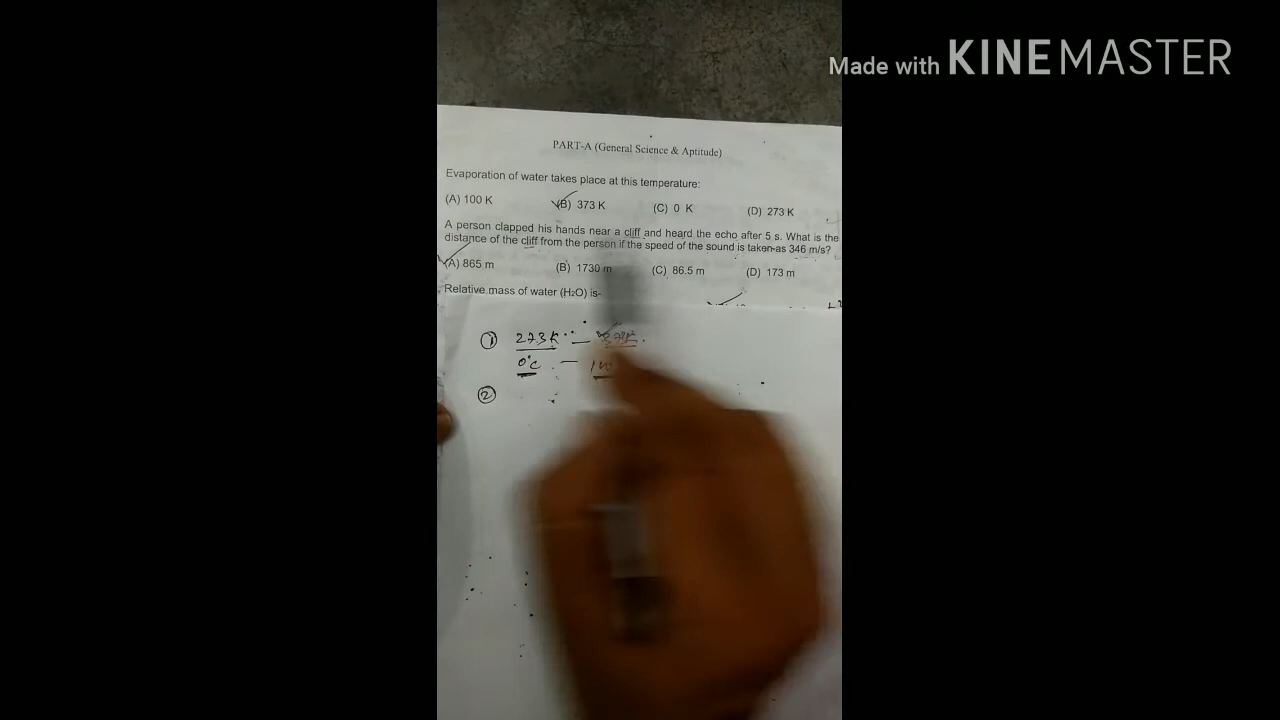 Made with KINEMASTER
PART-A (General Science & Aptitude)
Evaporation of water takes place at this temperature:
(A) 100 K (B) 373 K (C) 0 K (D) 273 K
A person clapped his hands near a cliff and heard the echo after 5 s. What is the
distance of the cliff from the person if the speed of the sound is taken as 346 m/s?
(A) 865 m (B) 1730 m (C) 86.5 m (D) 173 m
Relative mass of water (H₂O) is-
① 273K —
0°C —
②